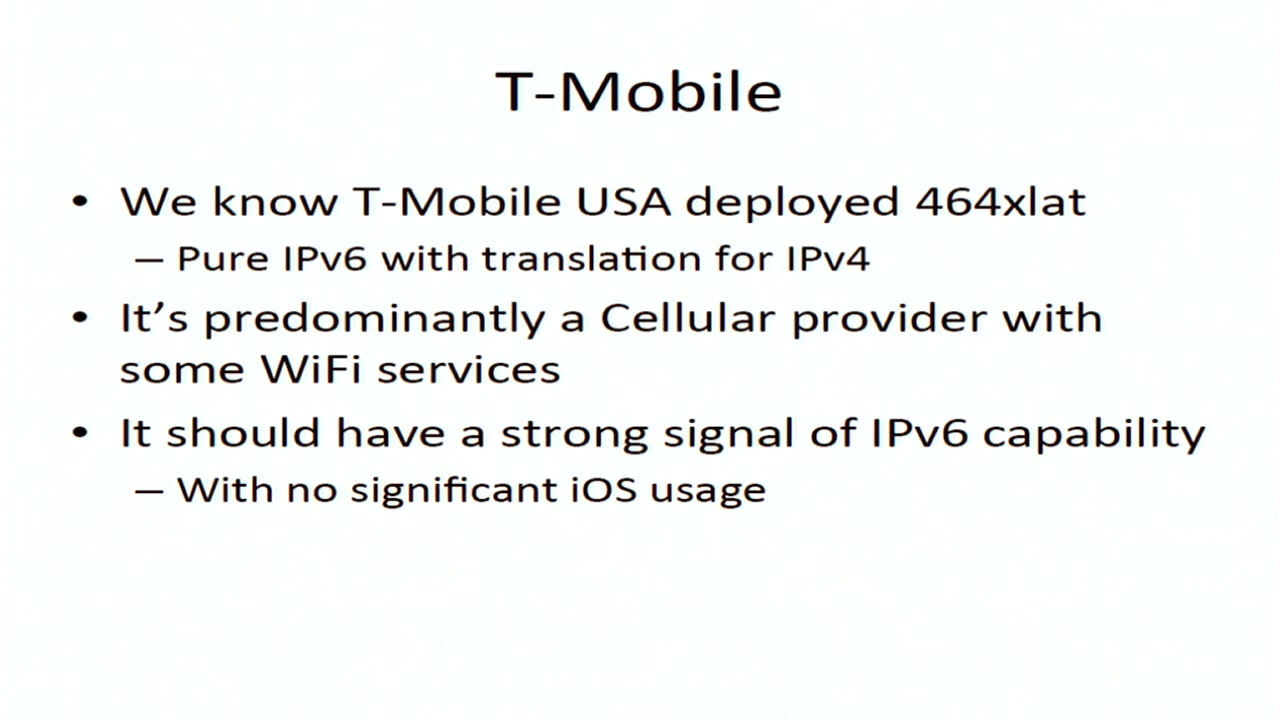 T-Mobile
• We know T-Mobile USA deployed 464xlat
– Pure IPv6 with translation for IPv4
• It’s predominantly a Cellular provider with
some WiFi services
• It should have a strong signal of IPv6 capability
– With no significant iOS usage